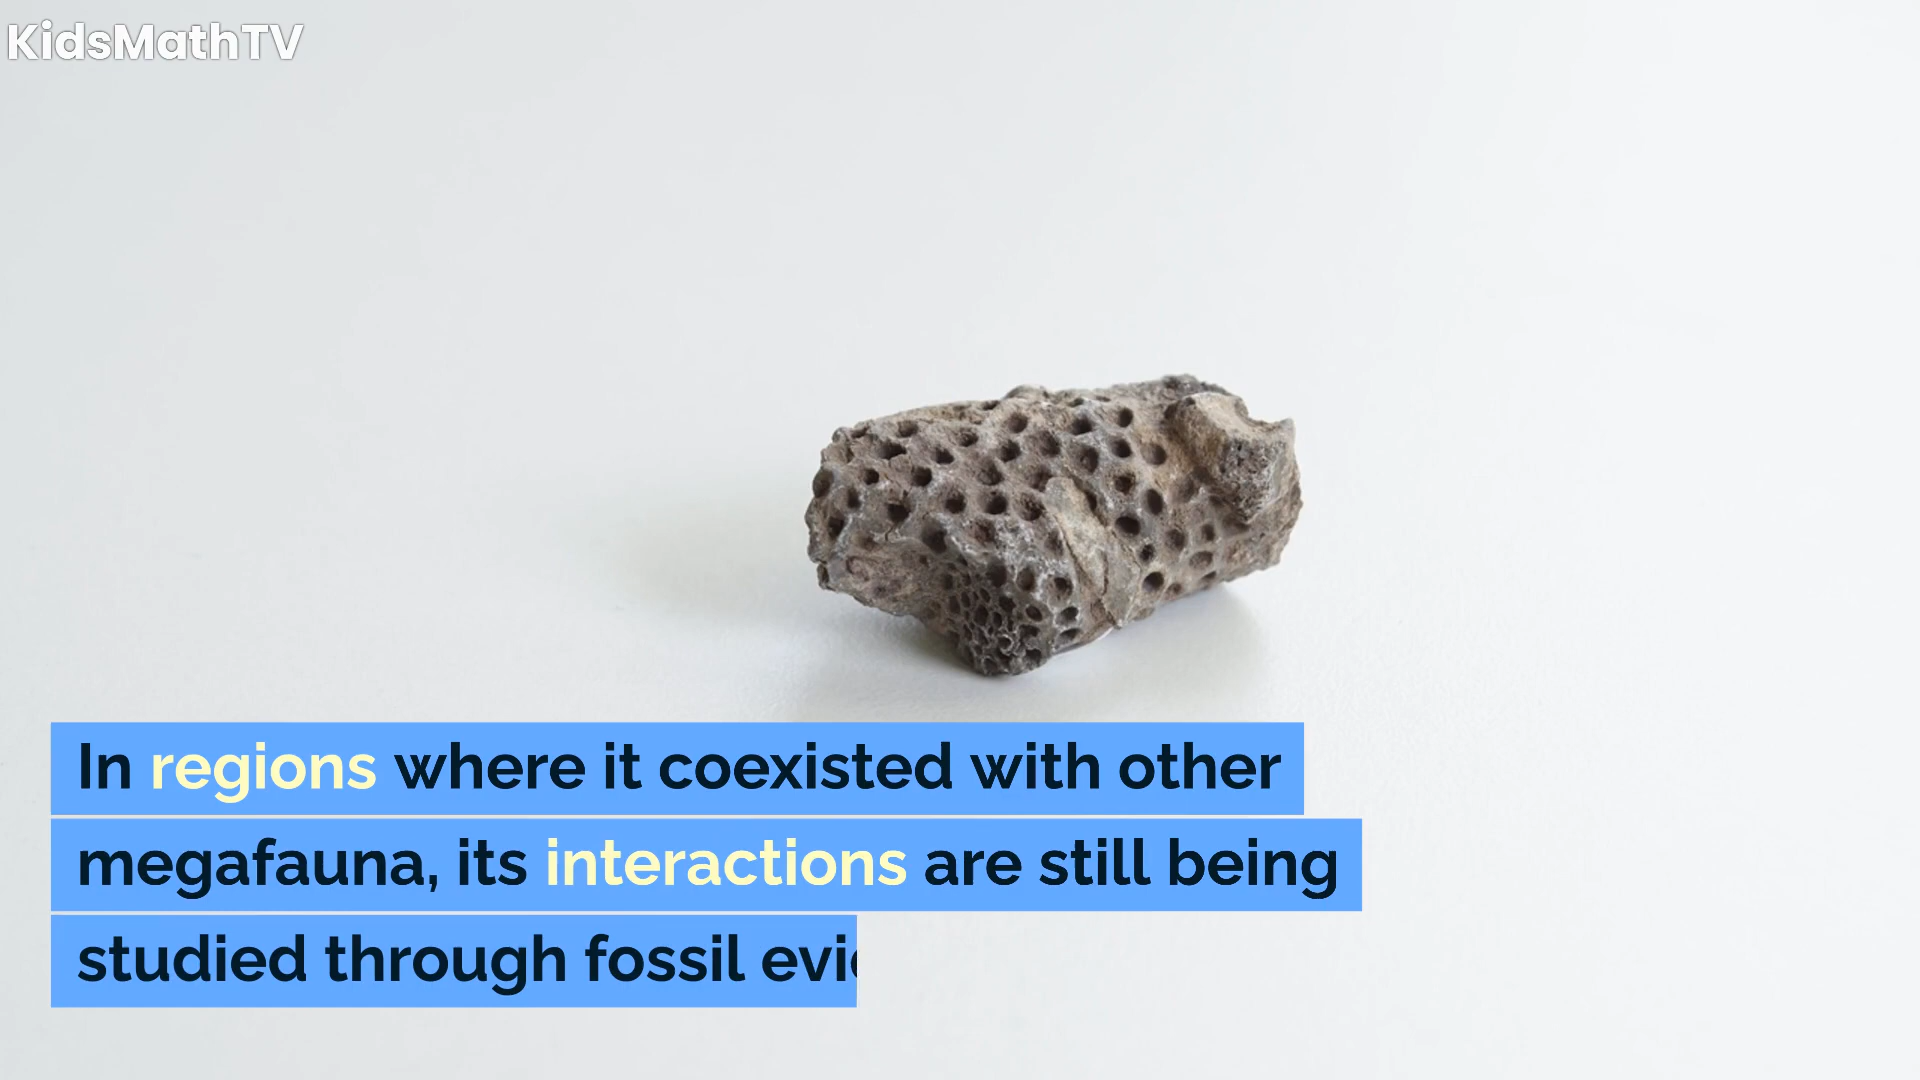 KidsMathTV
In regions where it coexisted with other
megafauna, its interactions are still being
studied through fossil